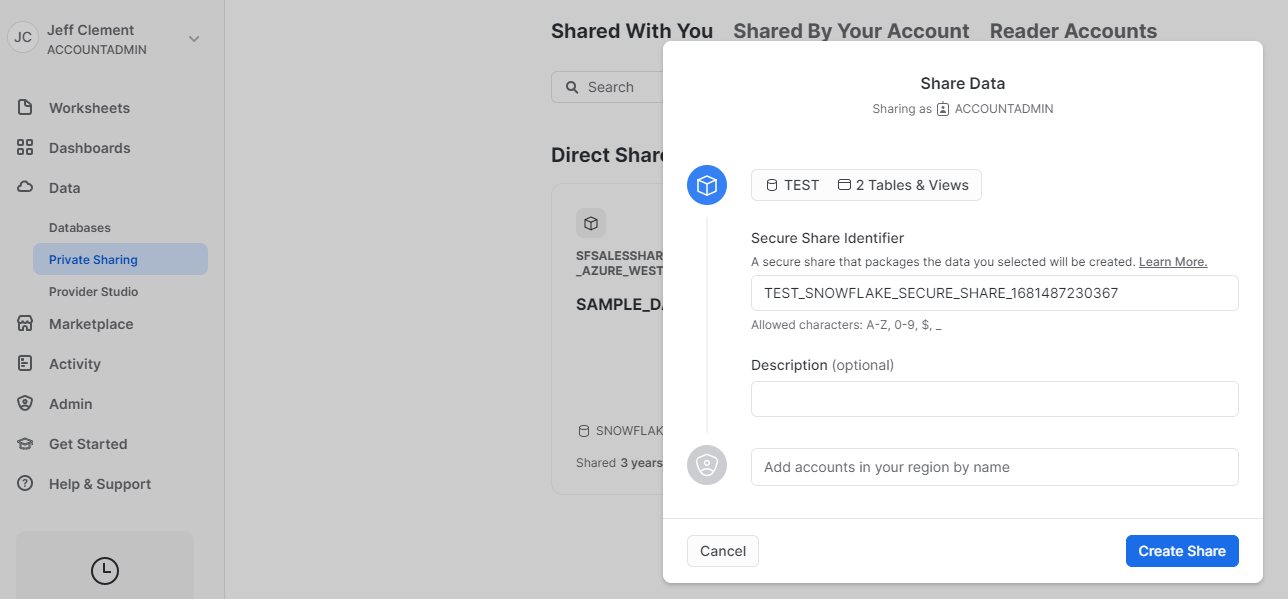 JC
Jeff Clement
ACCOUNTADMIN
Worksheets
Dashboards
Data
Databases
Private Sharing
Provider Studio
Marketplace
Activity
Admin
Get Started
Help & Support
Shared With You
Shared By Your Account
Reader Accounts
Search
Direct Share
SFSALESSHAR
_AZURE_WEST
SAMPLE_DA
SNOWFLAK
Shared 3 years
Share Data
Sharing as ACCOUNTADMIN
TEST 2 Tables & Views
Secure Share Identifier
A secure share that packages the data you selected will be created. Learn More.
TEST_SNOWFLAKE_SECURE_SHARE_1681487230367
Allowed characters: A-Z, 0-9, $, _
Description (optional)
Add accounts in your region by name
Cancel
Create Share